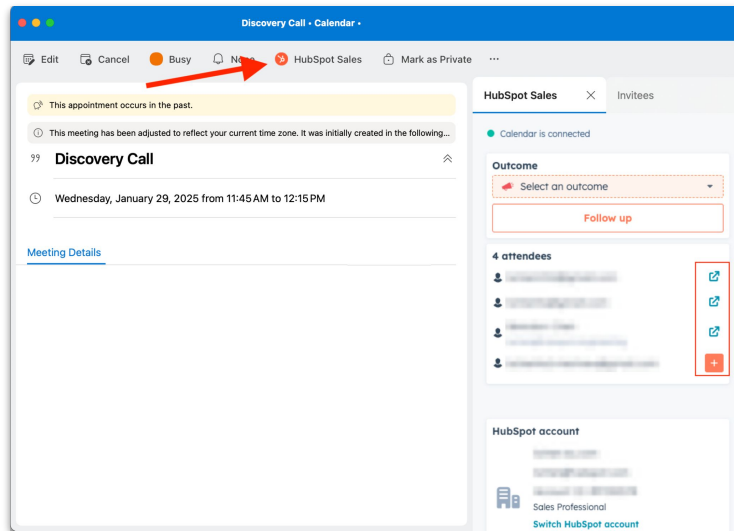 Discovery Call • Calendar •
Edit
Cancel
Busy
HubSpot Sales
Mark as Private
...
This appointment occurs in the past.
This meeting has been adjusted to reflect your current time zone. It was initially created in the following...
Discovery Call
Wednesday, January 29, 2025 from 11:45 AM to 12:15 PM
Meeting Details
HubSpot Sales
Invitees
Calendar is connected
Outcome
Select an outcome
Follow up
4 attendees
HubSpot account
Sales Professional
Switch HubSpot account